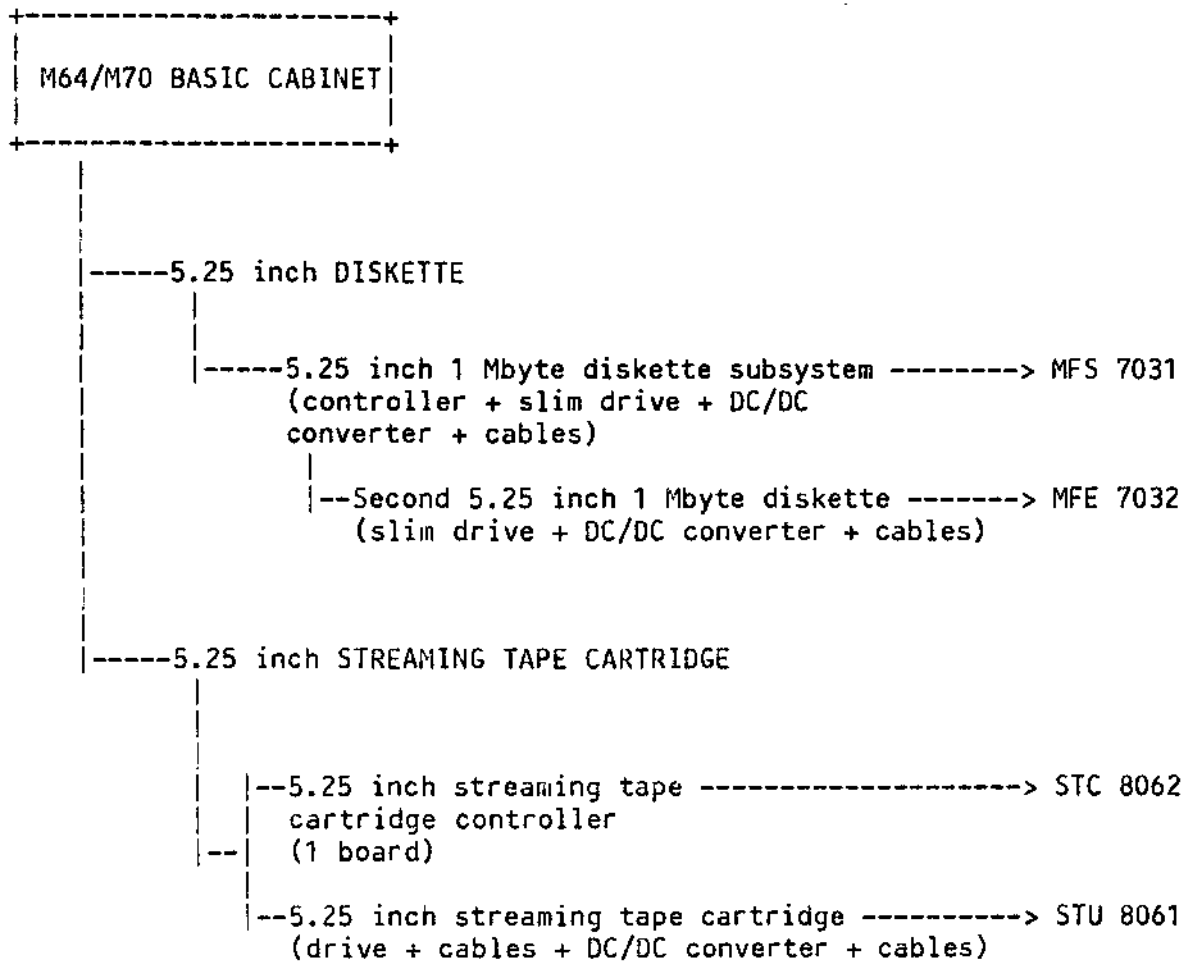 M64/M70 BASIC CABINET
5.25 inch DISKETTE
5.25 inch 1 Mbyte diskette subsystem --------> MFS 7031
(controller + slim drive + DC/DC
converter + cables)
--Second 5.25 inch 1 Mbyte diskette -------> MFE 7032
(slim drive + DC/DC converter + cables)
5.25 inch STREAMING TAPE CARTRIDGE
--5.25 inch streaming tape --------------------> STC 8062
cartridge controller
(1 board)
--5.25 inch streaming tape cartridge ----------> STU 8061
(drive + cables + DC/DC converter + cables)